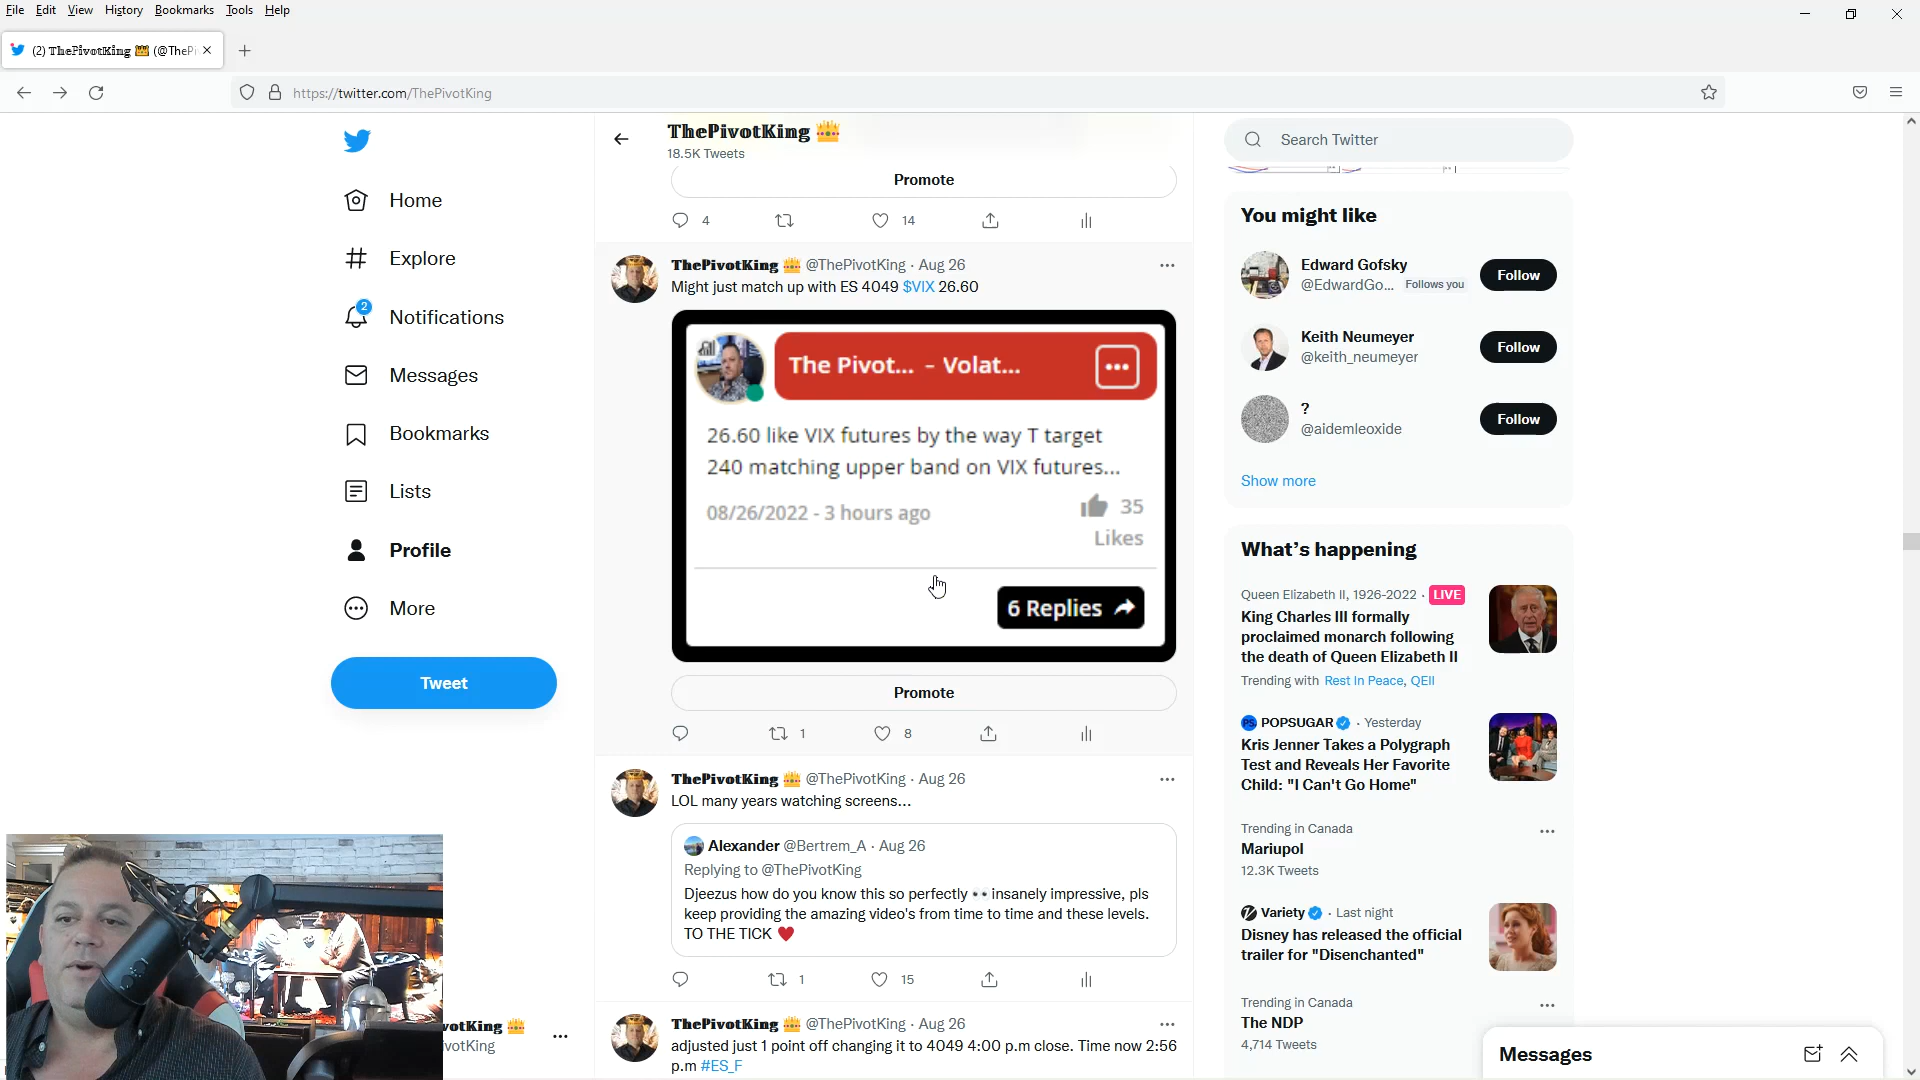 File Edit View History Bookmarks Tools Help
(2) ThePivotKing 👑 (@ThePi
https://twitter.com/ThePivotKing
ThePivotKing 👑
18.5K Tweets
Search Twitter
Home
Explore
2
Notifications
Messages
Bookmarks
Lists
Profile
More
Tweet
Promote
4 14
ThePivotKing 👑 @ThePivotKing · Aug 26
Might just match up with ES 4049 $VIX 26.60
The Pivot... - Volat...
26.60 like VIX futures by the way T target
240 matching upper band on VIX futures...
08/26/2022 - 3 hours ago
35
Likes
6 Replies
Promote
1 8
ThePivotKing 👑 @ThePivotKing · Aug 26
LOL many years watching screens...
Alexander @Bertrem_A · Aug 26
Replying to @ThePivotKing
Djeezus how do you know this so perfectly 👀 insanely impressive, pls
keep providing the amazing video's from time to time and these levels.
TO THE TICK ❤️
1 15
ThePivotKing 👑 @ThePivotKing · Aug 26
adjusted just 1 point off changing it to 4049 4:00 p.m close. Time now 2:56
p.m #ES_F
You might like
Edward Gofsky
@EdwardGo... Follows you
Follow
Keith Neumeyer
@keith_neumeyer
Follow
?
@aidemleoxide
Follow
Show more
What's happening
Queen Elizabeth II, 1926-2022 · LIVE
King Charles III formally
proclaimed monarch following
the death of Queen Elizabeth II
Trending with Rest In Peace, QEII
POPSUGAR · Yesterday
Kris Jenner Takes a Polygraph
Test and Reveals Her Favorite
Child: "I Can't Go Home"
Trending in Canada
Mariupol
12.3K Tweets
Variety · Last night
Disney has released the official
trailer for "Disenchanted"
Trending in Canada
The NDP
4,714 Tweets
Messages
votKing 👑
ivotKing